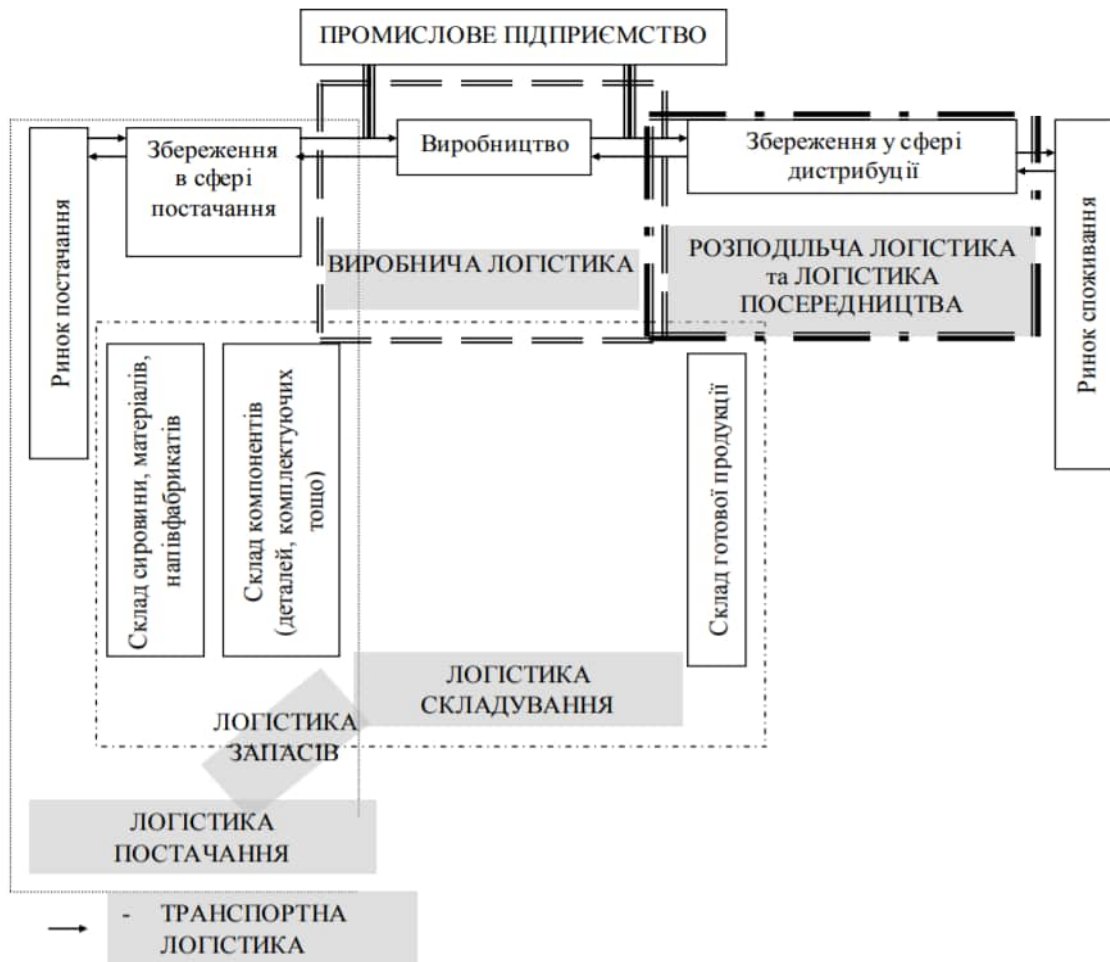 ПРОМИСЛОВЕ ПІДПРИЄМСТВО
Ринок постачання
Збереження
в сфері
постачання
Виробництво
Збереження у сфері
дистрибуції
Ринок споживання
ВИРОБНИЧА ЛОГІСТИКА
РОЗПОДІЛЬЧА ЛОГІСТИКА
та ЛОГІСТИКА
ПОСЕРЕДНИЦТВА
Склад сировини, матеріалів,
напівфабрикатів
Склад компонентів
(деталей, комплектуючих
тощо)
Склад готової продукції
ЛОГІСТИКА
СКЛАДУВАННЯ
ЛОГІСТИКА
ЗАПАСІВ
ЛОГІСТИКА
ПОСТАЧАННЯ
- ТРАНСПОРТНА
ЛОГІСТИКА